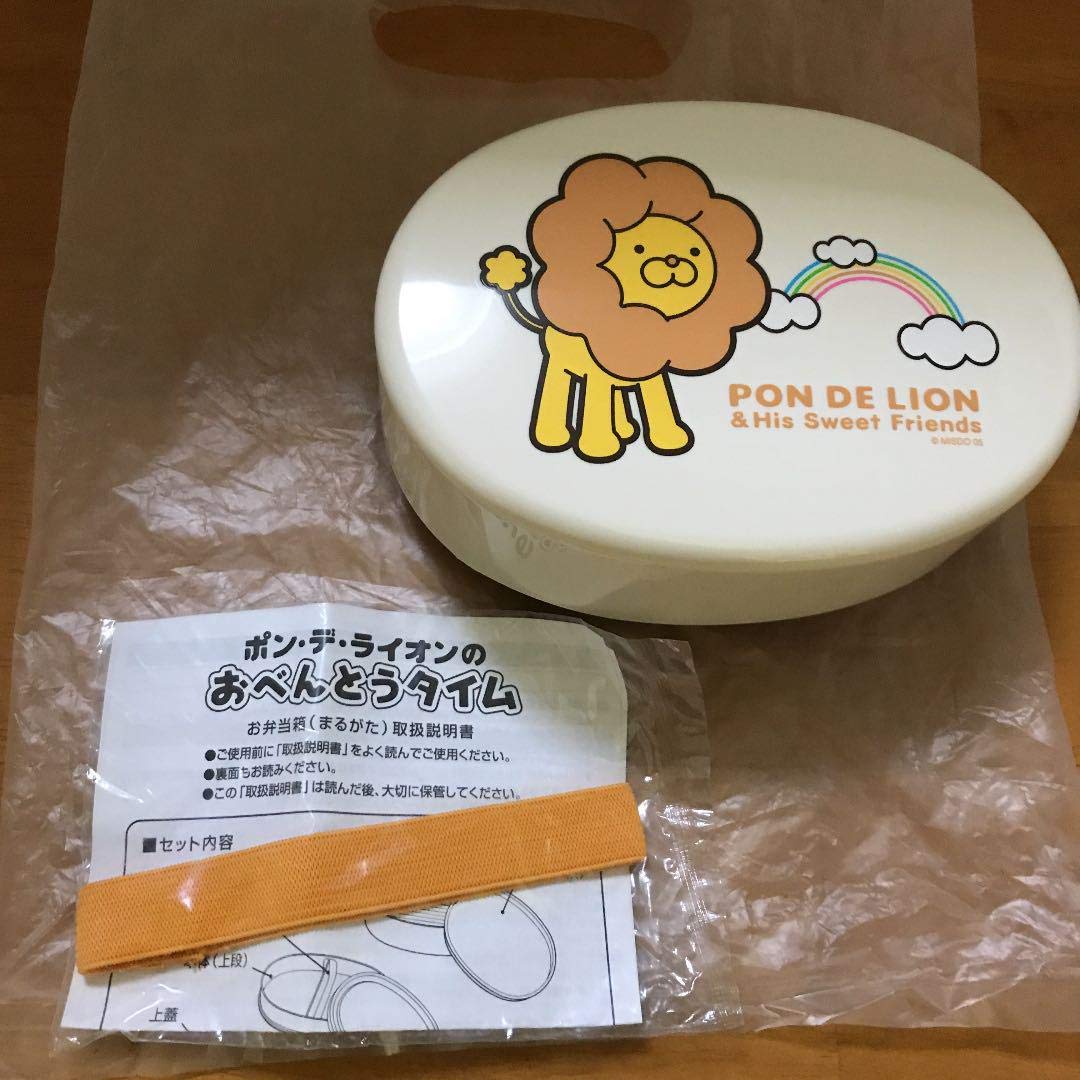 PON DE LION
& His Sweet Friends
© MISDO 05
ポン・デ・ライオンの
おべんとうタイム
お弁当箱(まるがた)取扱説明書
●ご使用前に「取扱説明書」をよく読んでご使用ください。
●裏面もお読みください。
●この「取扱説明書」は読んだ後、大切に保管してください。
■セット内容
体(上段)
上蓋